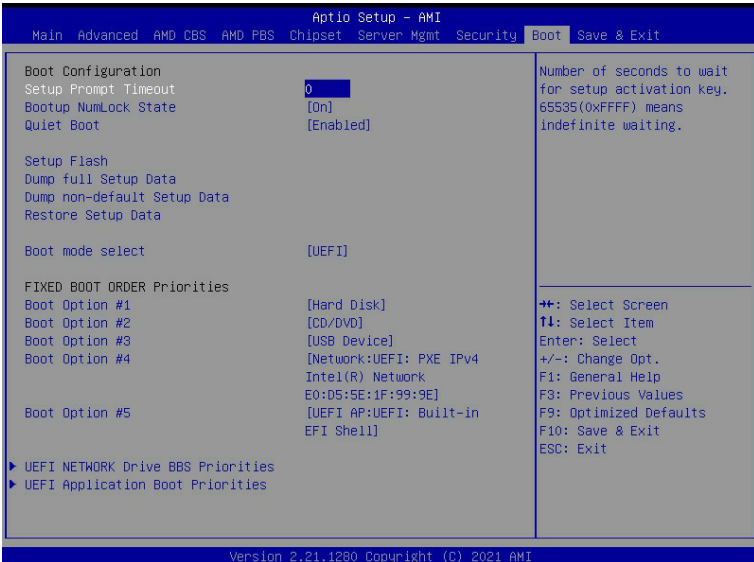 Aptio Setup – AMI
Main Advanced AMD CBS AMD PBS Chipset Server Mgmt Security Boot Save & Exit
Boot Configuration
Setup Prompt Timeout 0
Bootup NumLock State [On]
Quiet Boot [Enabled]
Setup Flash
Dump full Setup Data
Dump non-default Setup Data
Restore Setup Data
Boot mode select [UEFI]
FIXED BOOT ORDER Priorities
Boot Option #1 [Hard Disk]
Boot Option #2 [CD/DVD]
Boot Option #3 [USB Device]
Boot Option #4 [Network:UEFI: PXE IPv4
Intel(R) Network
E0:D5:5E:1F:99:9E]
Boot Option #5 [UEFI AP:UEFI: Built-in
EFI Shell]
UEFI NETWORK Drive BBS Priorities
UEFI Application Boot Priorities
Number of seconds to wait
for setup activation key.
65535(0xFFFF) means
indefinite waiting.
→←: Select Screen
↑↓: Select Item
Enter: Select
+/-: Change Opt.
F1: General Help
F3: Previous Values
F9: Optimized Defaults
F10: Save & Exit
ESC: Exit
Version 2.21.1280 Copyright (C) 2021 AMI